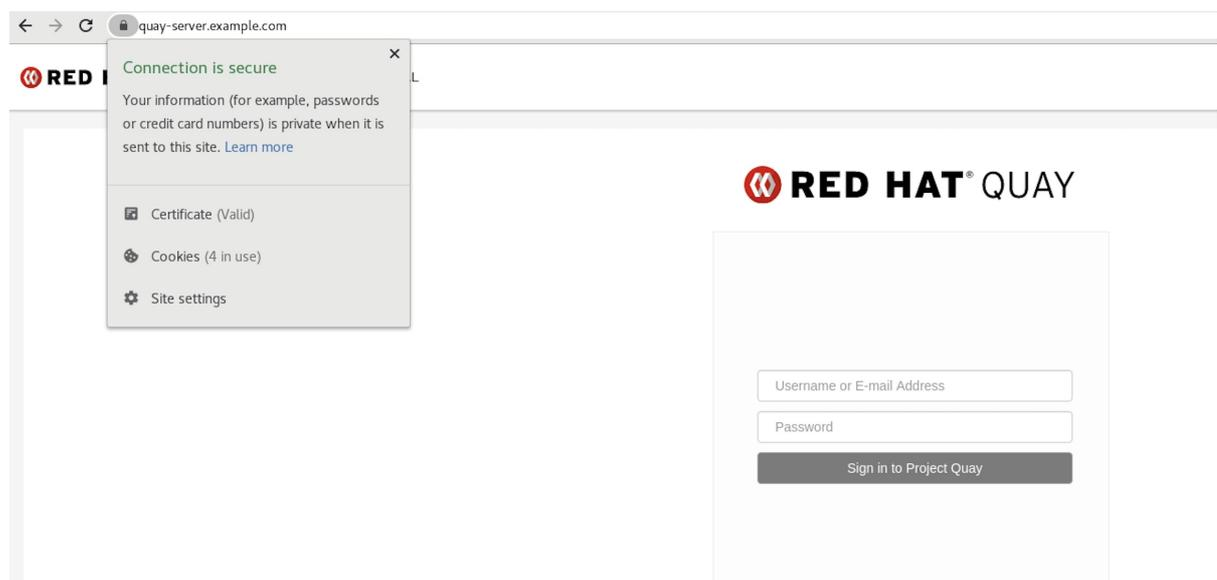 quay-server.example.com
Connection is secure
Your information (for example, passwords
or credit card numbers) is private when it is
sent to this site. Learn more
Certificate (Valid)
Cookies (4 in use)
Site settings
RED
RED HAT® QUAY
Username or E-mail Address
Password
Sign in to Project Quay